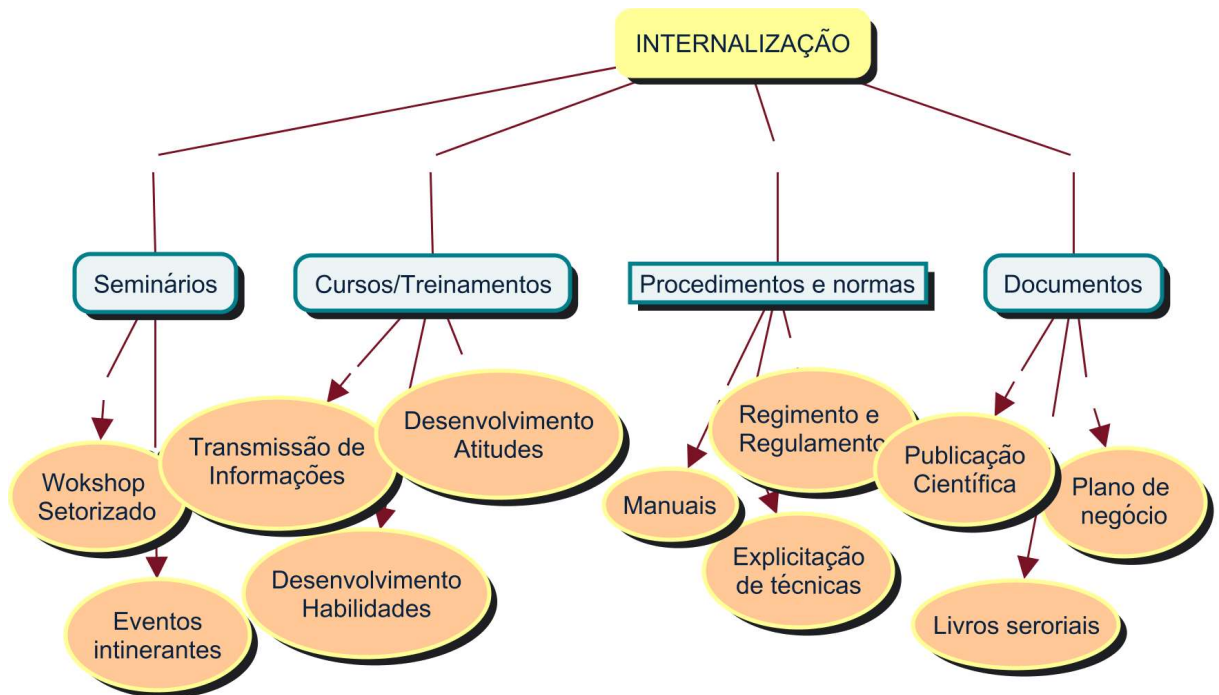 INTERNALIZAÇÃO
Seminários
Cursos/Treinamentos
Procedimentos e normas
Documentos
Wokshop
Setorizado
Eventos
intinerantes
Transmissão de
Informações
Desenvolvimento
Atitudes
Desenvolvimento
Habilidades
Manuais
Regimento e
Regulamento
Explicitação
de técnicas
Publicação
Científica
Plano de
negócio
Livros seroriais